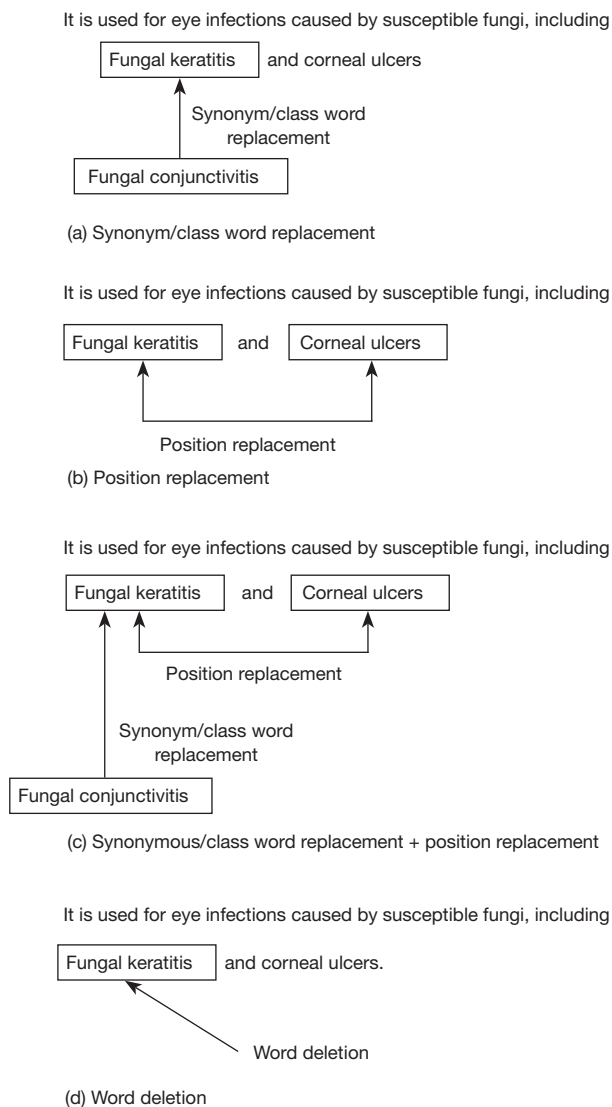 It is used for eye infections caused by susceptible fungi, including
Fungal keratitis and corneal ulcers
Synonym/class word
replacement
Fungal conjunctivitis
(a) Synonym/class word replacement
It is used for eye infections caused by susceptible fungi, including
Fungal keratitis and Corneal ulcers
Position replacement
(b) Position replacement
It is used for eye infections caused by susceptible fungi, including
Fungal keratitis and Corneal ulcers
Position replacement
Synonym/class word
replacement
Fungal conjunctivitis
(c) Synonymous/class word replacement + position replacement
It is used for eye infections caused by susceptible fungi, including
Fungal keratitis and corneal ulcers.
Word deletion
(d) Word deletion